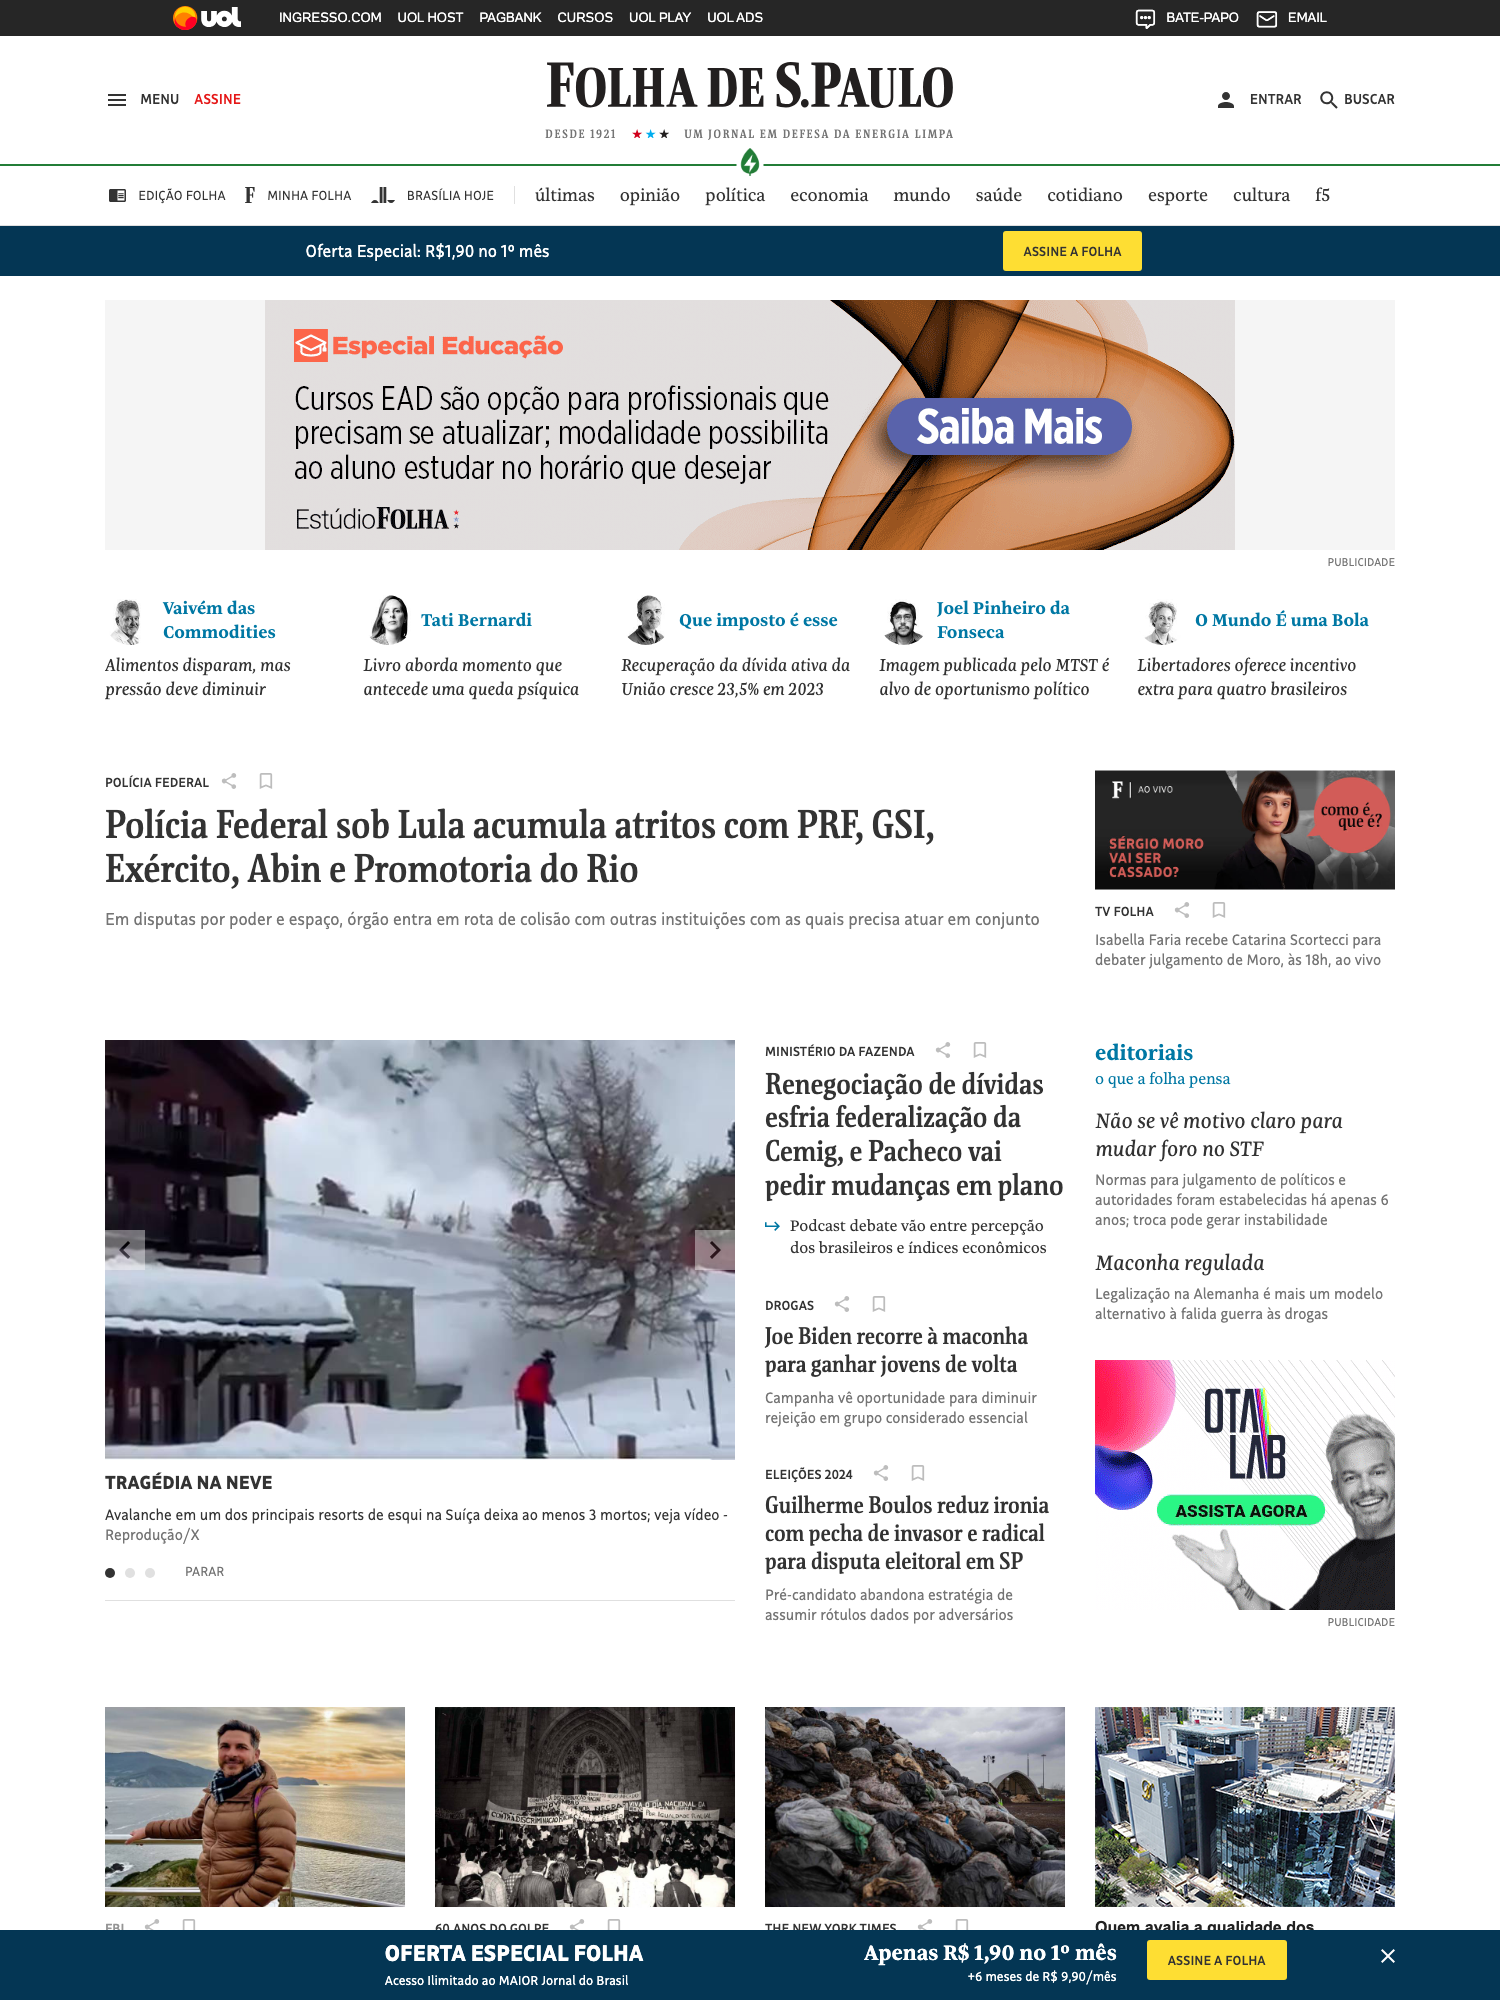 uol INGRESSO.COM UOL HOST PAGBANK CURSOS UOL PLAY UOL ADS BATE-PAPO EMAIL
MENU ASSINE FOLHA DE S.PAULO ENTRAR BUSCAR
DESDE 1921 ★★★ UM JORNAL EM DEFESA DA ENERGIA LIMPA
EDIÇÃO FOLHA F MINHA FOLHA BRASÍLIA HOJE últimas opinião política economia mundo saúde cotidiano esporte cultura f5
Oferta Especial: R$1,90 no 1º mês ASSINE A FOLHA
Especial Educação
Cursos EAD são opção para profissionais que
precisam se atualizar; modalidade possibilita
ao aluno estudar no horário que desejar
Saiba Mais
EstúdioFOLHA
PUBLICIDADE
Vaivém das
Commodities
Alimentos disparam, mas
pressão deve diminuir
Tati Bernardi
Livro aborda momento que
antecede uma queda psíquica
Que imposto é esse
Recuperação da dívida ativa da
União cresce 23,5% em 2023
Joel Pinheiro da
Fonseca
Imagem publicada pelo MTST é
alvo de oportunismo político
O Mundo É uma Bola
Libertadores oferece incentivo
extra para quatro brasileiros
POLÍCIA FEDERAL
Polícia Federal sob Lula acumula atritos com PRF, GSI,
Exército, Abin e Promotoria do Rio
Em disputas por poder e espaço, órgão entra em rota de colisão com outras instituições com as quais precisa atuar em conjunto
F AO VIVO
como é
que é?
SÉRGIO MORO
VAI SER
CASSADO?
TV FOLHA
Isabella Faria recebe Catarina Scortecci para
debater julgamento de Moro, às 18h, ao vivo
TRAGÉDIA NA NEVE
Avalanche em um dos principais resorts de esqui na Suíça deixa ao menos 3 mortos; veja vídeo -
Reprodução/X
PARAR
MINISTÉRIO DA FAZENDA
Renegociação de dívidas
esfria federalização da
Cemig, e Pacheco vai
pedir mudanças em plano
Podcast debate vão entre percepção
dos brasileiros e índices econômicos
DROGAS
Joe Biden recorre à maconha
para ganhar jovens de volta
Campanha vê oportunidade para diminuir
rejeição em grupo considerado essencial
ELEIÇÕES 2024
Guilherme Boulos reduz ironia
com pecha de invasor e radical
para disputa eleitoral em SP
Pré-candidato abandona estratégia de
assumir rótulos dados por adversários
editoriais
o que a folha pensa
Não se vê motivo claro para
mudar foro no STF
Normas para julgamento de políticos e
autoridades foram estabelecidas há apenas 6
anos; troca pode gerar instabilidade
Maconha regulada
Legalização na Alemanha é mais um modelo
alternativo à falida guerra às drogas
OTA
LAB
ASSISTA AGORA
PUBLICIDADE
EBI
60 ANOS DO GOLPE
THE NEW YORK TIMES
Quem avalia a qualidade dos
OFERTA ESPECIAL FOLHA
Acesso Ilimitado ao MAIOR Jornal do Brasil
Apenas R$ 1,90 no 1º mês
+6 meses de R$ 9,90/mês
ASSINE A FOLHA